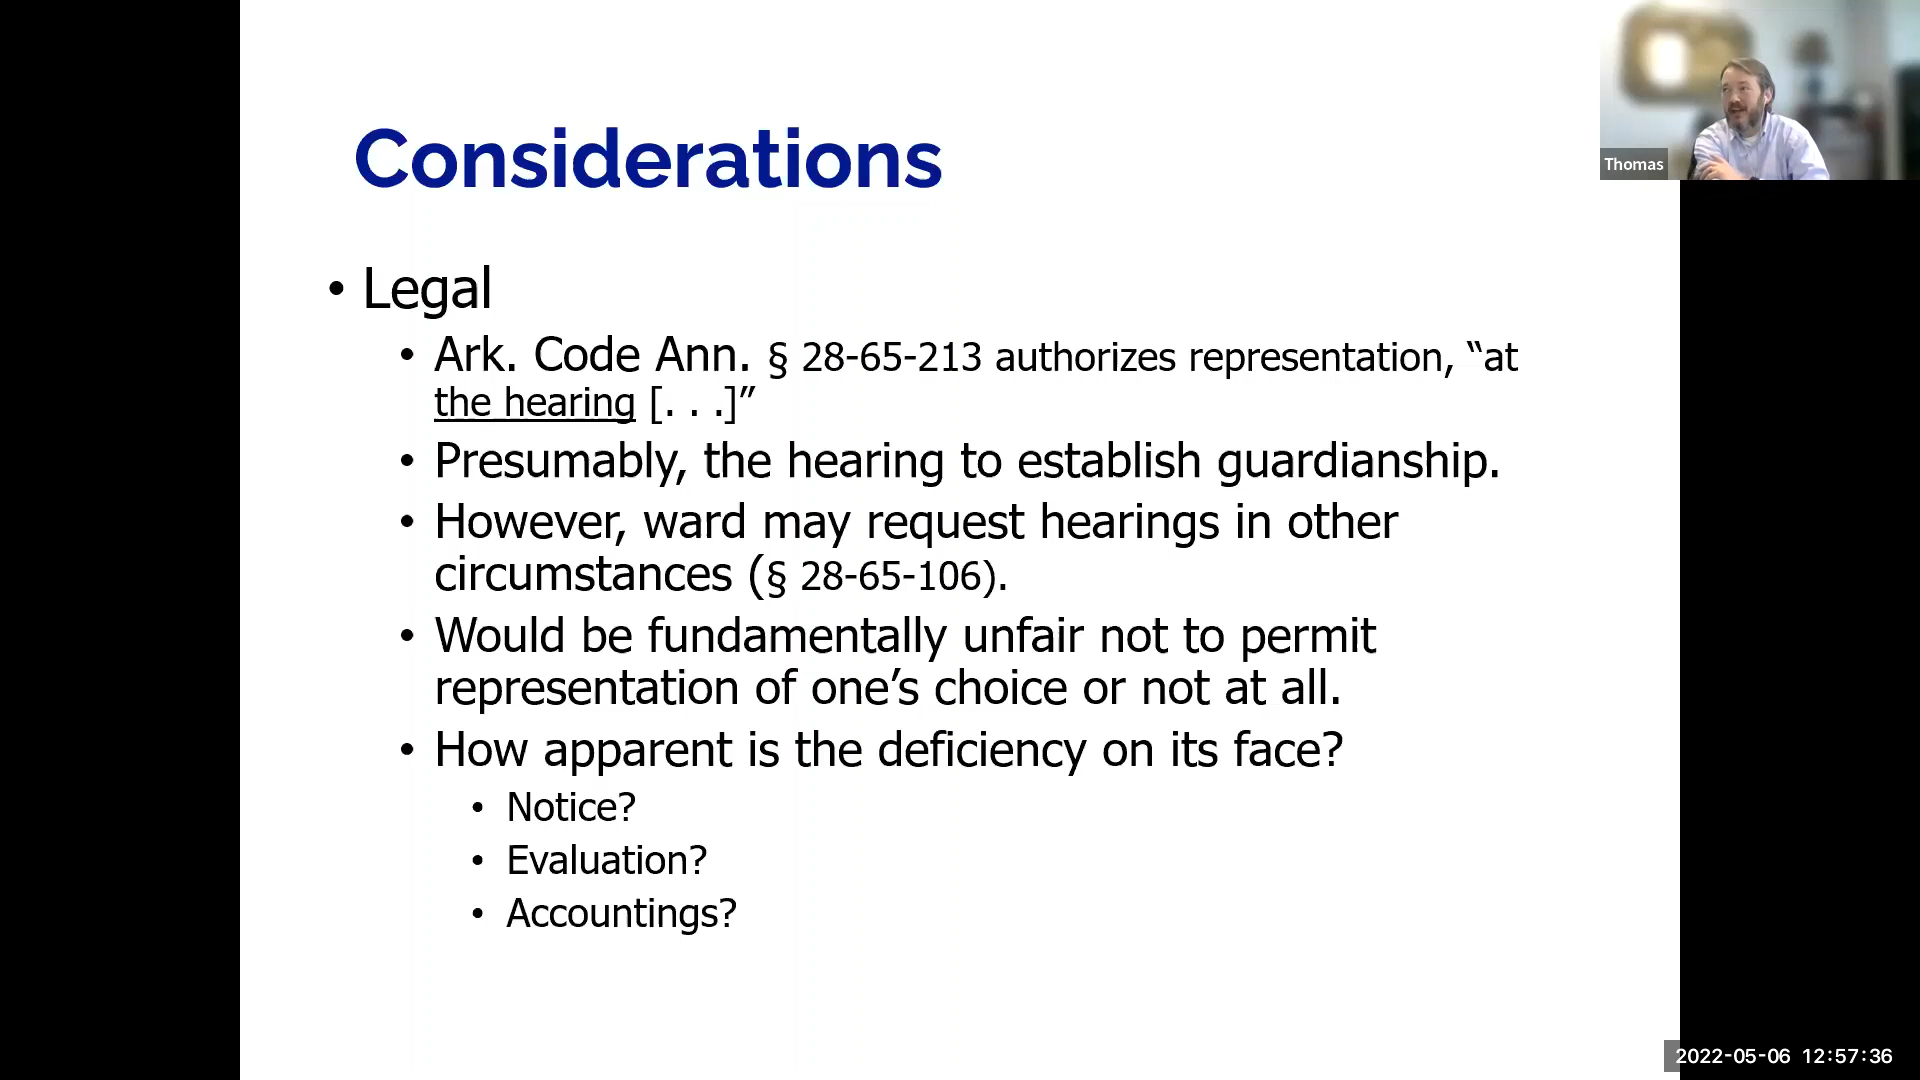 Considerations
Thomas
• Legal
• Ark. Code Ann. § 28-65-213 authorizes representation, “at
the hearing [. . .]”
• Presumably, the hearing to establish guardianship.
• However, ward may request hearings in other
circumstances (§ 28-65-106).
• Would be fundamentally unfair not to permit
representation of one’s choice or not at all.
• How apparent is the deficiency on its face?
• Notice?
• Evaluation?
• Accountings?
2022-05-06 12:57:36